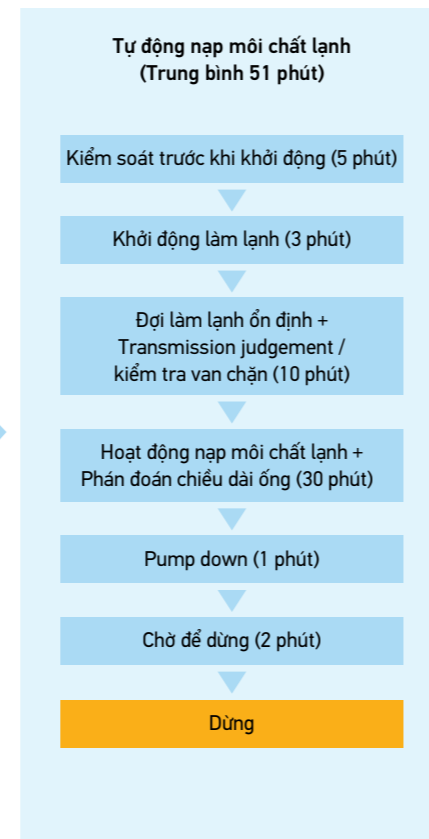 Tự động nạp môi chất lạnh
(Trung bình 51 phút)
Kiểm soát trước khi khởi động (5 phút)
Khởi động làm lạnh (3 phút)
Đợi làm lạnh ổn định +
Transmission judgement /
kiểm tra van chặn (10 phút)
Hoạt động nạp môi chất lạnh +
Phán đoán chiều dài ống (30 phút)
Pump down (1 phút)
Chờ để dừng (2 phút)
Dừng